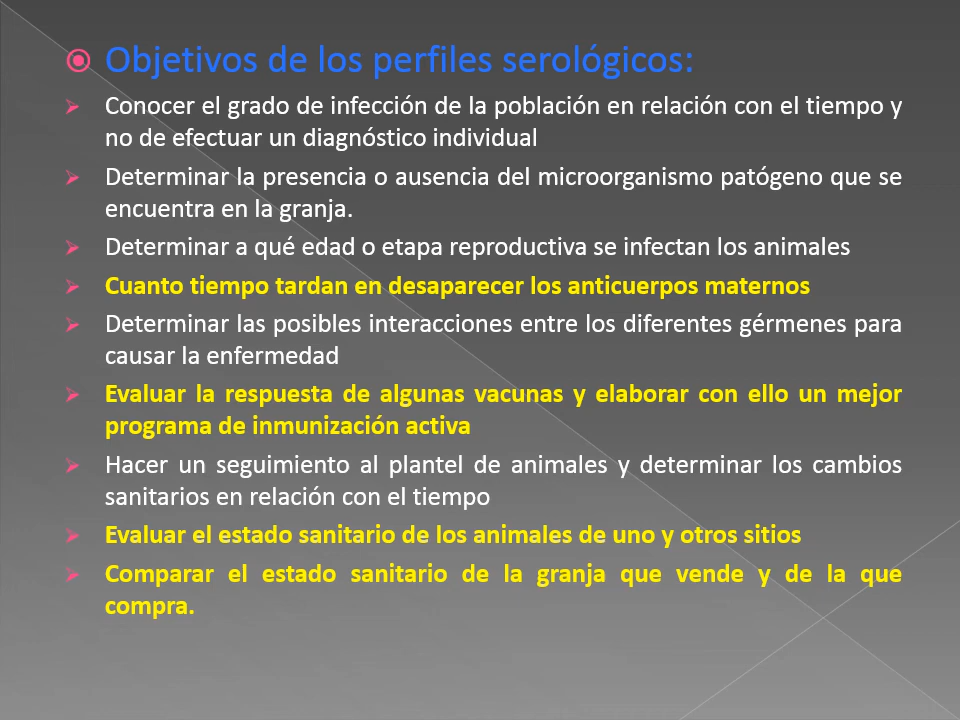 Objetivos de los perfiles serológicos:
Conocer el grado de infección de la población en relación con el tiempo y
no de efectuar un diagnóstico individual
Determinar la presencia o ausencia del microorganismo patógeno que se
encuentra en la granja.
Determinar a qué edad o etapa reproductiva se infectan los animales
Cuanto tiempo tardan en desaparecer los anticuerpos maternos
Determinar las posibles interacciones entre los diferentes gérmenes para
causar la enfermedad
Evaluar la respuesta de algunas vacunas y elaborar con ello un mejor
programa de inmunización activa
Hacer un seguimiento al plantel de animales y determinar los cambios
sanitarios en relación con el tiempo
Evaluar el estado sanitario de los animales de uno y otros sitios
Comparar el estado sanitario de la granja que vende y de la que
compra.